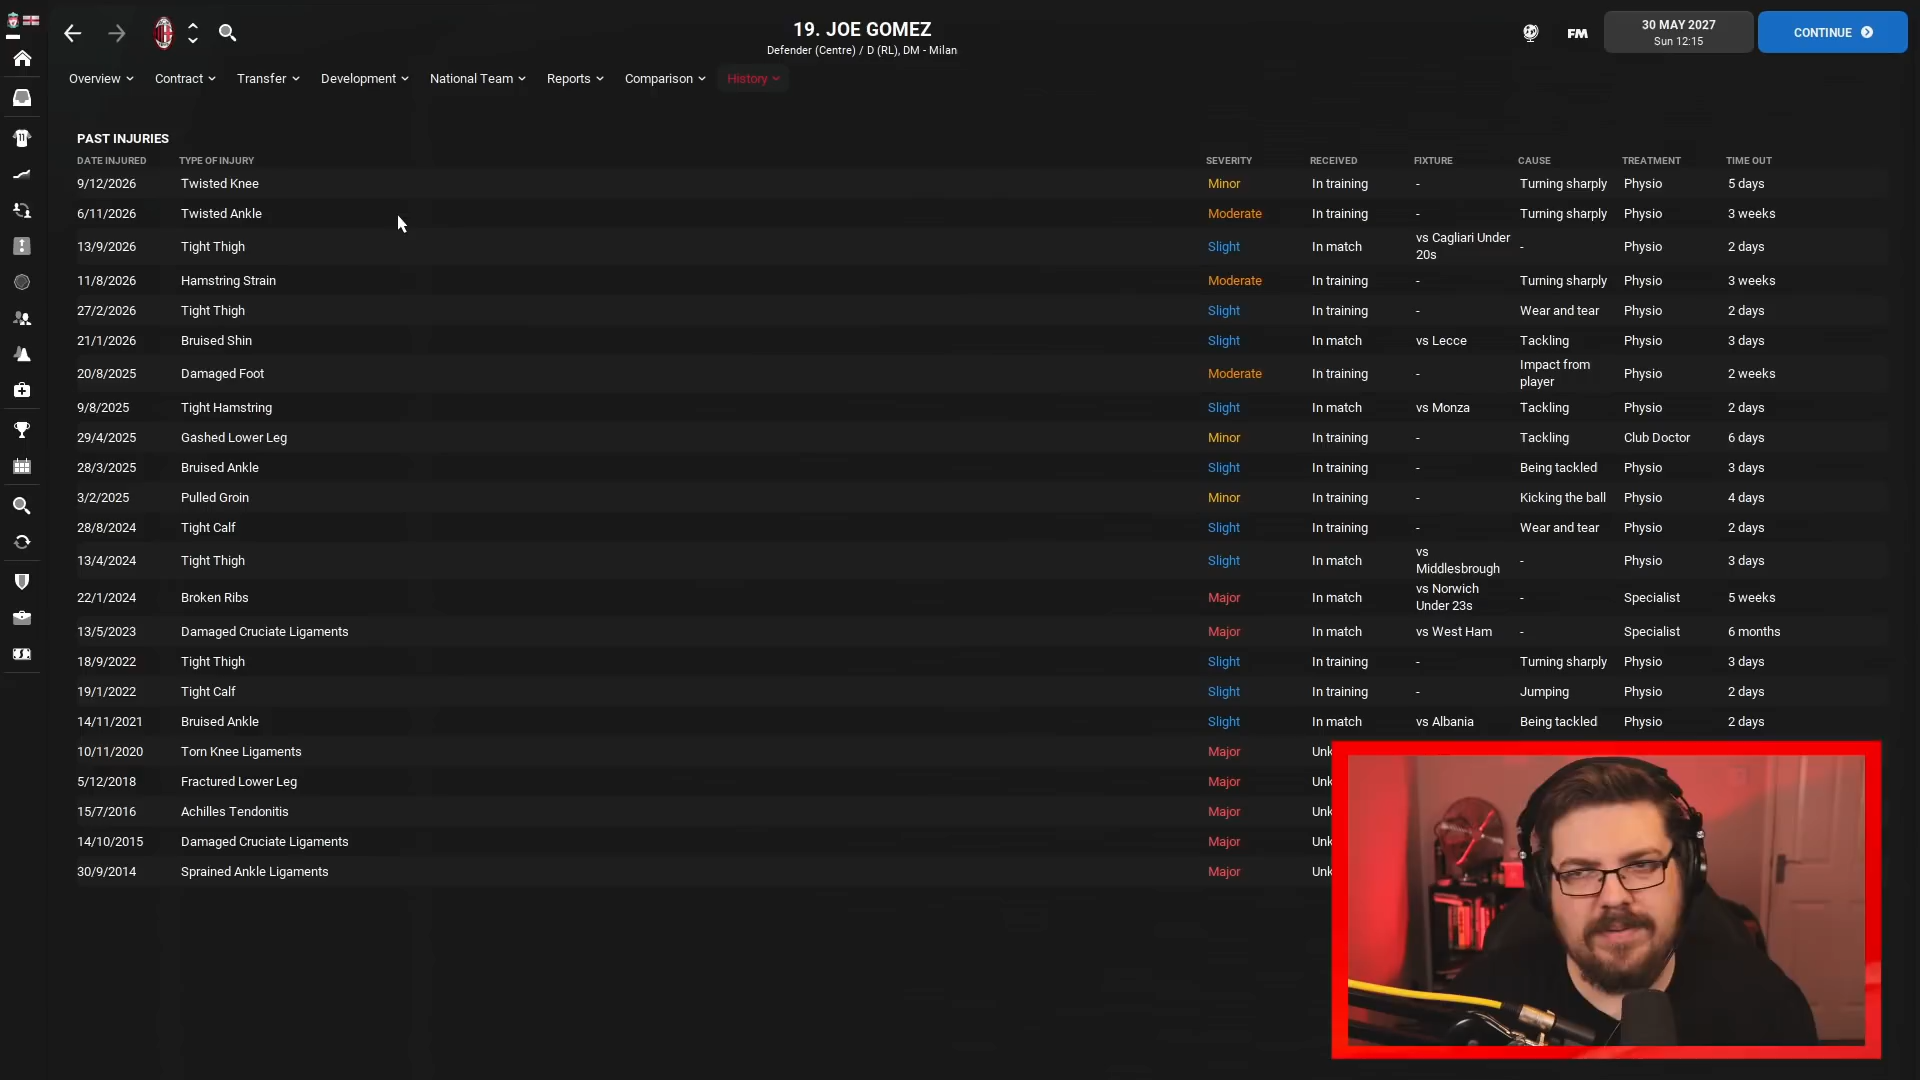 19. JOE GOMEZ
Defender (Centre) / D (RL), DM - Milan
FM
30 MAY 2027
Sun 12:15
CONTINUE
Overview Contract Transfer Development National Team Reports Comparison History
PAST INJURIES
DATE INJURED TYPE OF INJURY SEVERITY RECEIVED FIXTURE CAUSE TREATMENT TIME OUT
9/12/2026 Twisted Knee Minor In training - Turning sharply Physio 5 days
6/11/2026 Twisted Ankle Moderate In training - Turning sharply Physio 3 weeks
13/9/2026 Tight Thigh Slight In match vs Cagliari Under 20s - Physio 2 days
11/8/2026 Hamstring Strain Moderate In training - Turning sharply Physio 3 weeks
27/2/2026 Tight Thigh Slight In training - Wear and tear Physio 2 days
21/1/2026 Bruised Shin Slight In match vs Lecce Tackling Physio 3 days
20/8/2025 Damaged Foot Moderate In training - Impact from player Physio 2 weeks
9/8/2025 Tight Hamstring Slight In match vs Monza Tackling Physio 2 days
29/4/2025 Gashed Lower Leg Minor In training - Tackling Club Doctor 6 days
28/3/2025 Bruised Ankle Slight In training - Being tackled Physio 3 days
3/2/2025 Pulled Groin Minor In training - Kicking the ball Physio 4 days
28/8/2024 Tight Calf Slight In training - Wear and tear Physio 2 days
13/4/2024 Tight Thigh Slight In match vs Middlesbrough - Physio 3 days
22/1/2024 Broken Ribs Major In match vs Norwich Under 23s - Specialist 5 weeks
13/5/2023 Damaged Cruciate Ligaments Major In match vs West Ham - Specialist 6 months
18/9/2022 Tight Thigh Slight In training - Turning sharply Physio 3 days
19/1/2022 Tight Calf Slight In training - Jumping Physio 2 days
14/11/2021 Bruised Ankle Slight In match vs Albania Being tackled Physio 2 days
10/11/2020 Torn Knee Ligaments Major Unk
5/12/2018 Fractured Lower Leg Major Unk
15/7/2016 Achilles Tendonitis Major Unk
14/10/2015 Damaged Cruciate Ligaments Major Unk
30/9/2014 Sprained Ankle Ligaments Major Unk